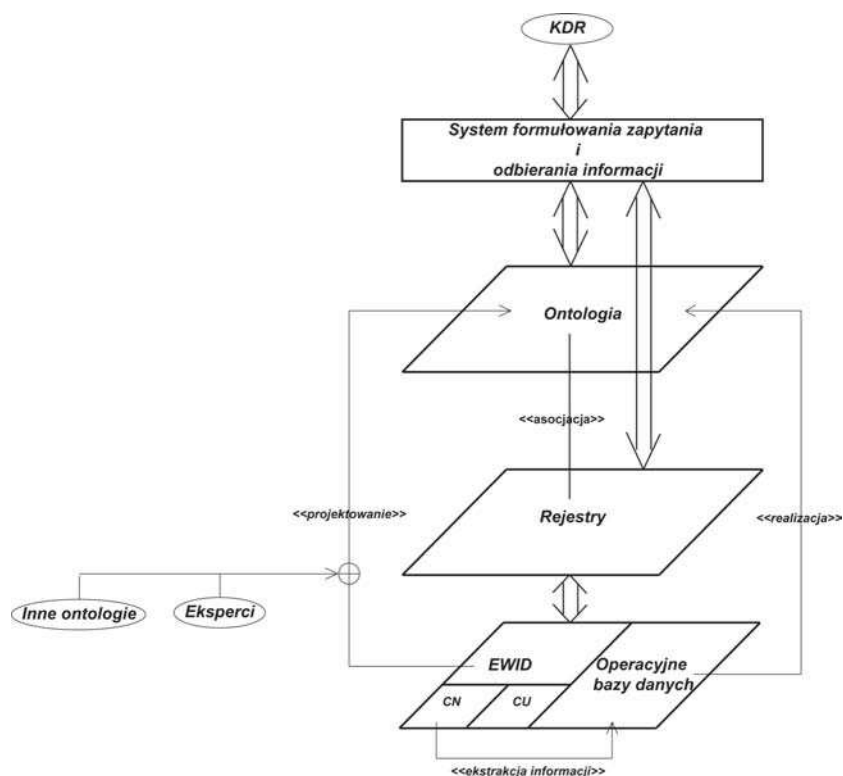 KDR
System formułowania zapytania
i
odbierania informacji
Ontologia
<<asocjacja>>
<<projektowanie>>
Rejestry
<<realizacja>>
Inne ontologie
Eksperci
EWID
Operacyjne
bazy danych
CN
CU
<<ekstrakcja informacji>>